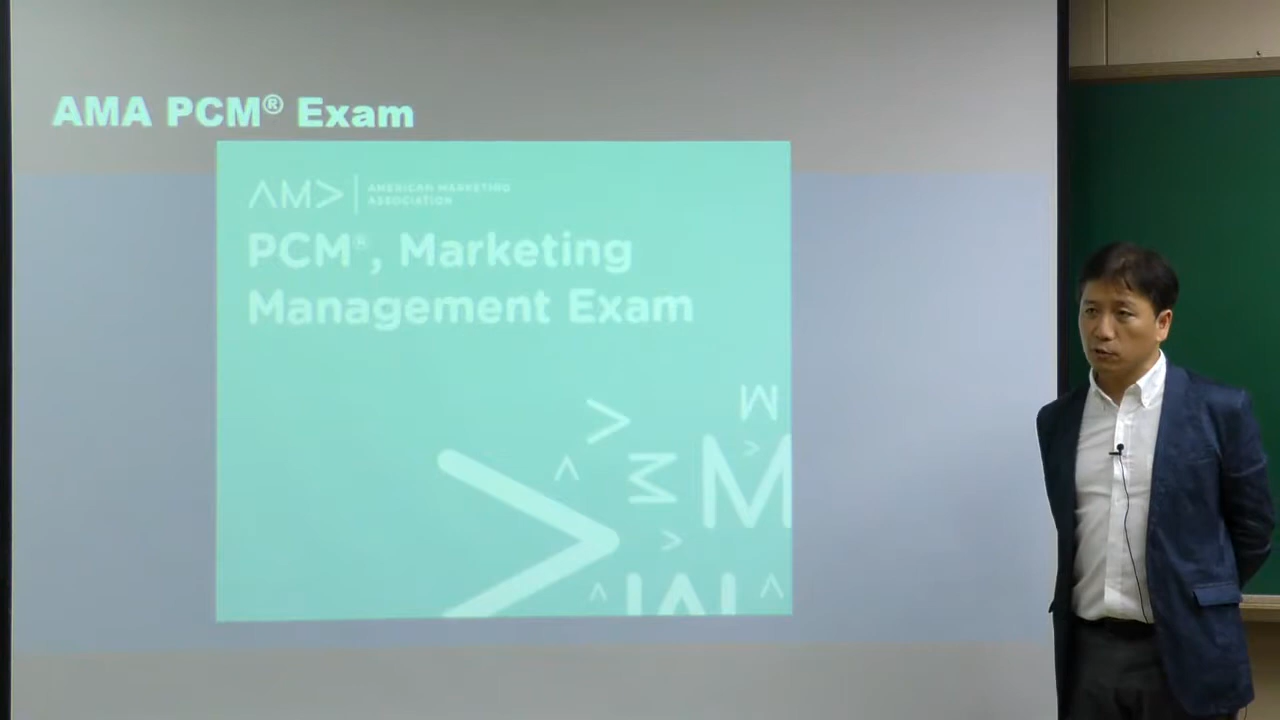 AMA PCM® Exam
AMA
AMERICAN MARKETING
ASSOCIATION
PCM®, Marketing
Management Exam
M
M